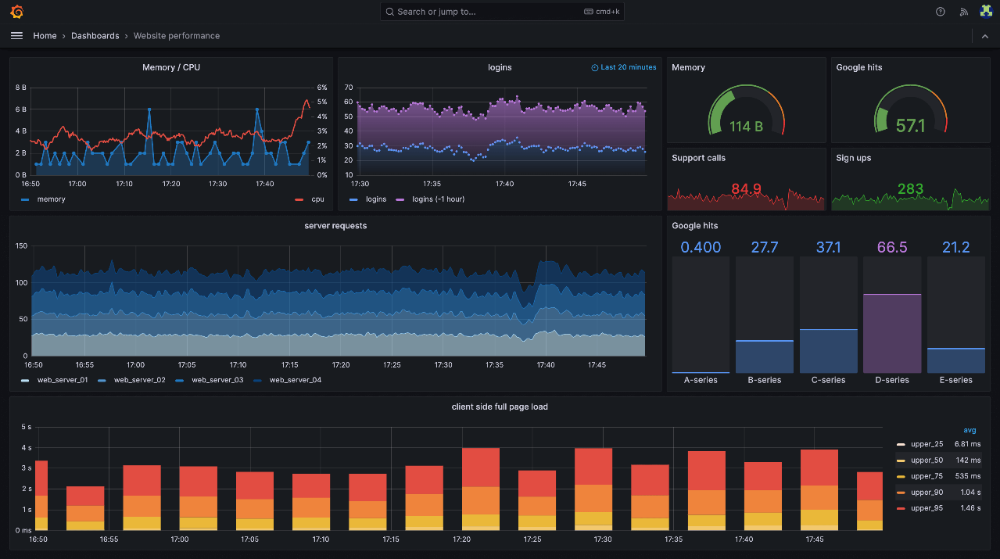 Search or jump to... cmd+k
Home › Dashboards › Website performance
Memory / CPU
8 B
6 B
4 B
2 B
0 B
6%
5%
4%
3%
2%
1%
0%
16:50 17:00 17:10 17:20 17:30 17:40
memory cpu
logins
Last 20 minutes
70
60
50
40
30
20
10
17:30 17:35 17:40 17:45
logins logins (-1 hour)
Memory
114 B
Google hits
57.1
Support calls
84.9
Sign ups
283
server requests
150
100
50
0
16:50 16:55 17:00 17:05 17:10 17:15 17:20 17:25 17:30 17:35 17:40 17:45
web_server_01 web_server_02 web_server_03 web_server_04
Google hits
0.400 27.7 37.1 66.5 21.2
A-series B-series C-series D-series E-series
client side full page load
5 s
4 s
3 s
2 s
1 s
0 ms
16:50 16:55 17:00 17:05 17:10 17:15 17:20 17:25 17:30 17:35 17:40 17:45
avg
upper_25 6.81 ms
upper_50 142 ms
upper_75 535 ms
upper_90 1.04 s
upper_95 1.46 s